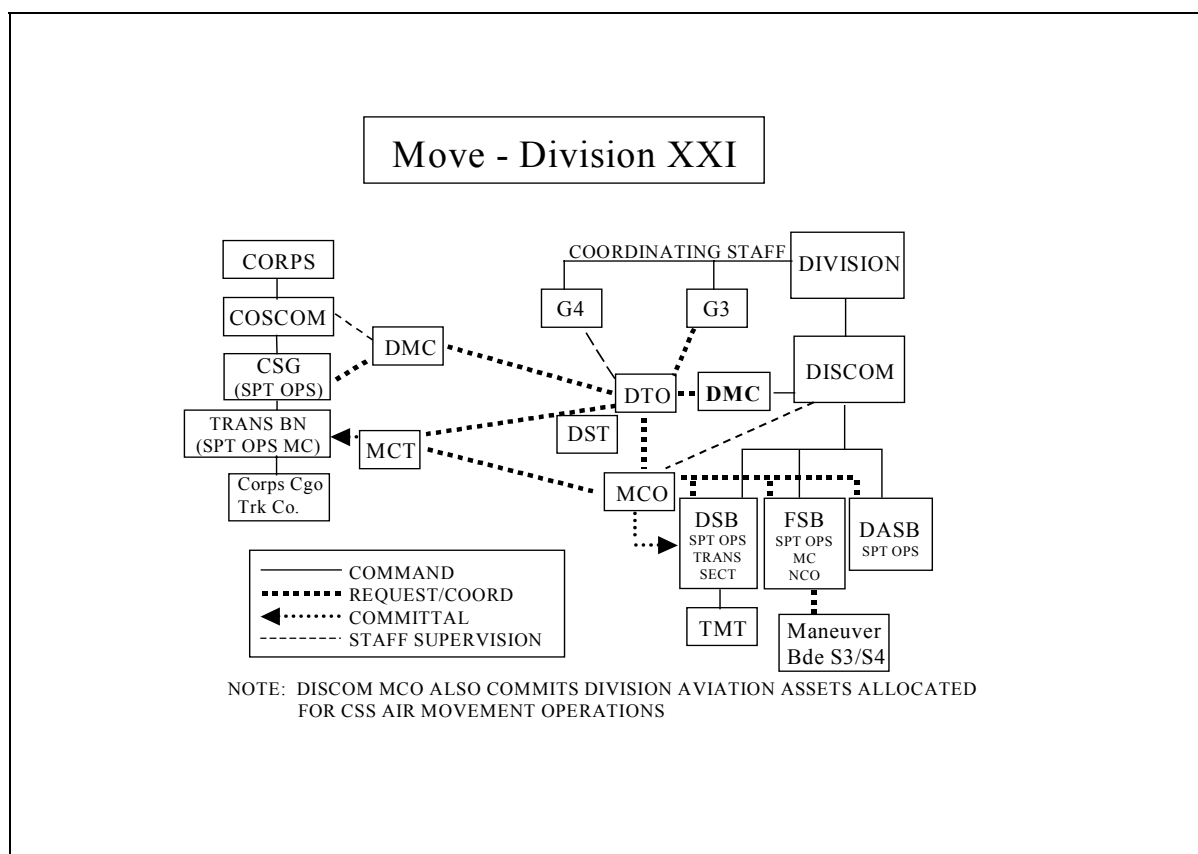 Move - Division XXI
COORDINATING STAFF
DIVISION
CORPS
G4
G3
COSCOM
DMC
CSG
(SPT OPS)
DISCOM
DTO
DMC
TRANS BN
(SPT OPS MC)
MCT
DST
Corps Cgo
Trk Co.
MCO
DSB
SPT OPS
TRANS
SECT
FSB
SPT OPS
MC
NCO
DASB
SPT OPS
TMT
Maneuver
Bde S3/S4
COMMAND
REQUEST/COORD
COMMITTAL
STAFF SUPERVISION
NOTE: DISCOM MCO ALSO COMMITS DIVISION AVIATION ASSETS ALLOCATED
FOR CSS AIR MOVEMENT OPERATIONS